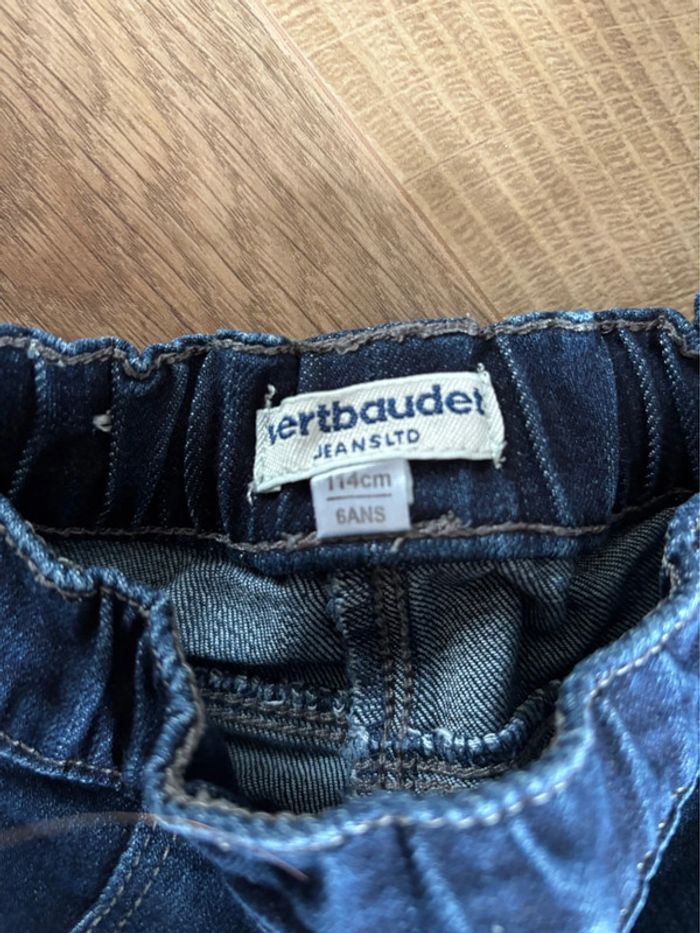 vertbaudet
JEANS LTD
114cm
6ANS